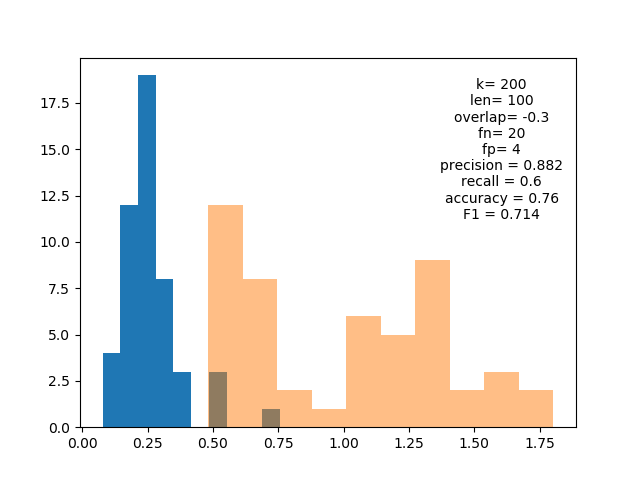 k= 200
len= 100
overlap= -0.3
fn= 20
fp= 4
precision = 0.882
recall = 0.6
accuracy = 0.76
F1 = 0.714
17.5
15.0
12.5
10.0
7.5
5.0
2.5
0.0
0.00 0.25 0.50 0.75 1.00 1.25 1.50 1.75